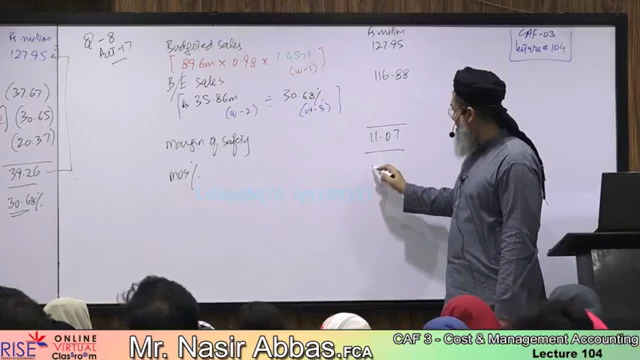 Rs. million
127.95
(37.67)
(30.65)
(20.37)
39.26
30.68%
Q-8
Aut-17
Rs million
Budgeted sales 127.95
[89.6m × 0.98 × 1.4571]
(w-1)
B/E sales 116.88
[Rs 35.86m ÷ 30.68%]
(w-2) (w-3)
Margin of safety 11.07
MOS%
CAF-03
Lecture# 104
RISE
ONLINE
VIRTUAL
Classroom
Mr. Nasir Abbas.FCA
CAF 3 - Cost & Management Accounting
Lecture 104